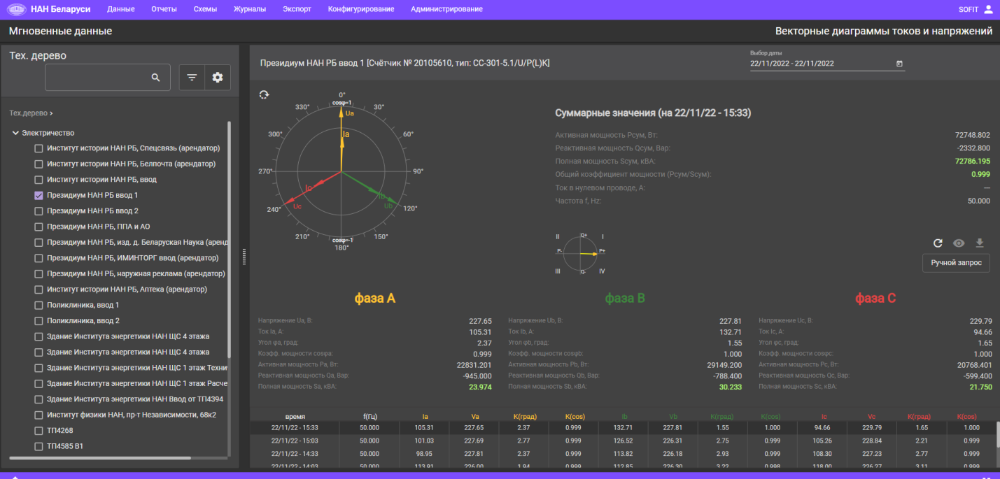 НАН Беларуси Данные Отчеты Схемы Журналы Экспорт Конфигурирование Администрирование SOFIT
Мгновенные данные Векторные диаграммы токов и напряжений
Тех. дерево
Тех.дерево >
Электричество
Институт истории НАН РБ, Спецсвязь (арендатор)
Институт истории НАН РБ, Белпочта (арендатор)
Институт истории НАН РБ, ввод
Президиум НАН РБ ввод 1
Президиум НАН РБ ввод 2
Президиум НАН РБ, ППА и АО
Президиум НАН РБ, изд. д. Беларуская Наука (аренд
Президиум НАН РБ, ИМИНТОРГ ввод (арендатор)
Президиум НАН РБ, наружная реклама (арендатор)
Институт истории НАН РБ, Аптека (арендатор)
Поликлиника, ввод 1
Поликлиника, ввод 2
Здание Института энергетики НАН ЩС 4 этажа
Здание Института энергетики НАН ЩС 4 этажа
Здание Института энергетики НАН ЩС 1 этаж Техни
Здание Института энергетики НАН ЩС 1 этаж Расче
Здание Института энергетики НАН Ввод от ТП4394
Институт физики НАН, пр-т Независимости, 68к2
ТП4268
ТП4585 В1
Президиум НАН РБ ввод 1 [Счётчик № 20105610, тип: СС-301-5.1/U/P(L)K]
Выбор даты
22/11/2022 - 22/11/2022
0°
cosφ=1
330° 30°
Ua
300° Ia 60°
270° 90°
Ic Ib
240° Uc Ub 120°
210° 150°
cosφ=-1
180°
Суммарные значения (на 22/11/22 - 15:33)
Активная мощность Pсум, Вт: 72748.802
Реактивная мощность Qсум, Вар: -2332.800
Полная мощность Sсум, кВА: 72786.195
Общий коэффициент мощности (Pсум/Sсум): 0.999
Ток в нулевом проводе, А: —
Частота f, Hz: 50.000
II Q+ I
P- P+
III Q- IV
Ручной запрос
фаза A фаза B фаза C
Напряжение Ua, В: 227.65 Напряжение Ub, В: 227.81 Напряжение Uc, В: 229.79
Ток Ia, А: 105.31 Ток Ib, А: 132.71 Ток Ic, А: 94.66
Угол φa, град: 2.37 Угол φb, град: 1.55 Угол φc, град: 1.65
Коэфф. мощности cosφa: 0.999 Коэфф. мощности cosφb: 1.000 Коэфф. мощности cosφc: 1.000
Активная мощность Pa, Вт: 22831.201 Активная мощность Pb, Вт: 29149.200 Активная мощность Pc, Вт: 20768.401
Реактивная мощность Qa, Вар: -945.000 Реактивная мощность Qb, Вар: -788.400 Реактивная мощность Qc, Вар: -599.400
Полная мощность Sa, кВА: 23.974 Полная мощность Sb, кВА: 30.233 Полная мощность Sc, кВА: 21.750
время f(Гц) Ia Va K(град) K(cos) Ib Vb K(град) K(cos) Ic Vc K(град) K(cos)
22/11/22 - 15:33 50.000 105.31 227.65 2.37 0.999 132.71 227.81 1.55 1.000 94.66 229.79 1.65 1.000
22/11/22 - 15:03 50.000 101.03 227.69 2.77 0.999 126.52 226.31 2.75 0.999 105.26 228.84 2.21 0.999
22/11/22 - 14:33 50.000 98.95 227.81 2.37 0.999 113.82 226.18 2.93 0.999 108.30 227.23 2.77 0.999
22/11/22 - 14:03 50.000 113.91 226.00 1.94 0.999 112.85 226.30 3.22 0.998 118.00 226.27 3.11 0.999